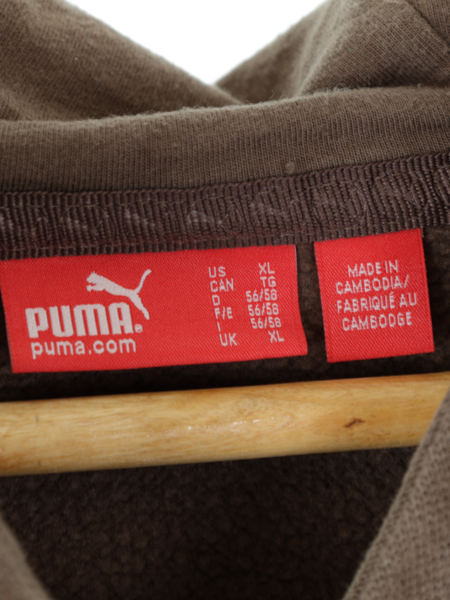 PUMA®
puma.com
US XL
CAN TG
D 56/58
F/E 56/58
I 56/58
UK XL
MADE IN
CAMBODIA/
FABRIQUÉ AU
CAMBODGE